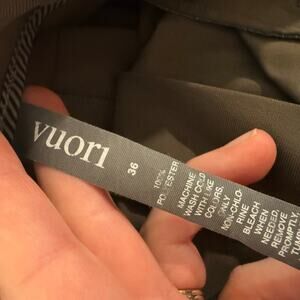 vuori
36
100%
POLYESTER
MACHINE
WASH COLD
WITH LIKE
COLORS.
ONLY
NON-CHLO-
RINE
BLEACH
WHEN
NEEDED.
REMOVE
PROMPTLY